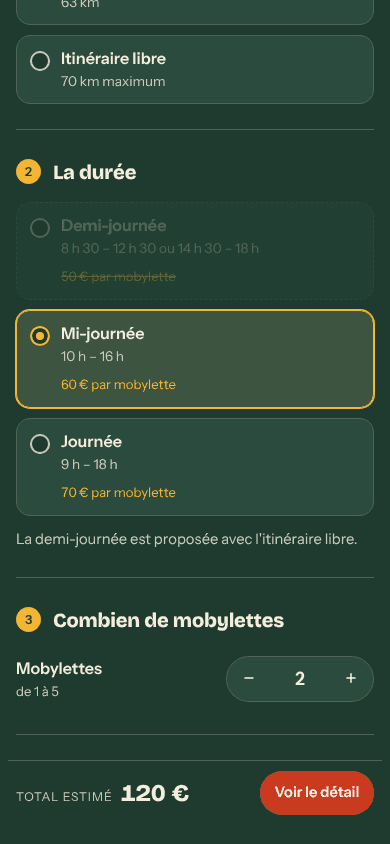 63 km
Itinéraire libre
70 km maximum
2 La durée
Demi-journée
8 h 30 – 12 h 30 ou 14 h 30 – 18 h
50 € par mobylette
Mi-journée
10 h – 16 h
60 € par mobylette
Journée
9 h – 18 h
70 € par mobylette
La demi-journée est proposée avec l'itinéraire libre.
3 Combien de mobylettes
Mobylettes
de 1 à 5
− 2 +
TOTAL ESTIMÉ 120 €
Voir le détail